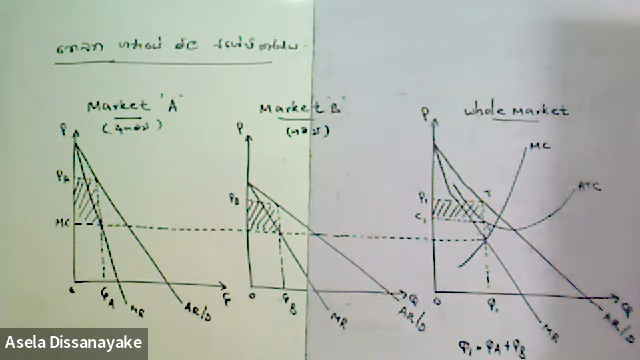 Market "A"
Market "B"
whole Market
P
P
P
MC
ATC
PA
PB
P1
C1
T
MC
0
QA
MR
AR/D
Q
0
QB
MR
AR/D
Q
0
Q1
MR
AR/D
Q
Q1 = QA + QB
Asela Dissanayake